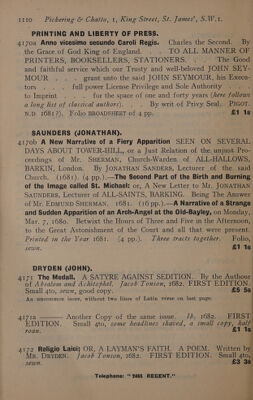 1110 Pickering & Chatto, 1, King Street, St. James', S.W.1.
PRINTING AND LIBERTY OF PRESS.
4170a Anno vicesimo secundo Caroli Regis. Charles the Second. By
the Grace of God King of England. . . TO ALL MANNER OF
PRINTERS, BOOKSELLERS, STATIONERS. . . The Good
and faithful service which our Trusty and well-beloved JOHN SEY-
MOUR . . . grant unto the said JOHN SEYMOUR, his Execu-
tors . . full power License Privilege and Sole Authority
to Imprint . . for the space of one and forty years (here follows
a long list of classical authors). . . By writ of Privy Seal, PIGOT.
N.D. (681?). Folio BROADSHEET of 4 pp. £1 1s
SAUNDERS (JONATHAN).
4170b A New Narrative of a Fiery Apparition SEEN ON SEVERAL
DAYS ABOUT TOWER-HILL, or a Just Relation of the unjust Pro-
ceedings of Mr. SHERMAN, Church-Warden of ALL-HALLOWS,
BARKIN, London. By JONATHAN SANDERS, Lecturer of the said
Church. (1681). (4 pp.).—The Second Part of the Birth and Burning
of the Image called St. Michael: or, A New Letter to Mr. JONATHAN
SAUNDERS, Lecturer of ALL-SAINTS, BARKING. Being The Answer
of Mr. EDMUND SHERMAN. 1681. (16 pp.).—A Narrative of a Strange
and Sudden Apparition of an Arch-Angel at the Old-Bayley, on Monday,
Mar. 7, 1680. Betwixt the Hours of Three and Five in the Afternoon,
to the Great Astonishment of the Court and all that were present.
Printed in the Year 1681. (4 pp.). Three tracts together. Folio,
sewn. £1 1s
DRYDEN (JOHN).
4171 The Medall. A SATYRE AGAINST SEDITION. By the Authour
of Absalom and Achitophel. Jacob Tonson, 1682. FIRST EDITION.
Small 4to, sewn, good copy. £5 5s
An uncommon issue, without two lines of Latin verse on last page.
4171a —— Another Copy of the same issue. Ib. 1682. FIRST
EDITION. Small 4to, some headlines shaved, a small copy, half
roan. £1 1s
4172 Religio Laici; OR, A LAYMAN'S FAITH. A POEM. Written by
Mr. DRYDEN. Jacob Tonson, 1682. FIRST EDITION. Small 4to,
sewn. £3 3s
Telephone: " 2485 REGENT."